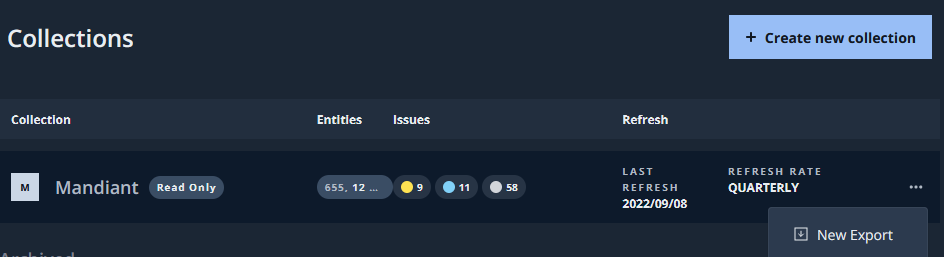 Collections
+ Create new collection
Collection Entities Issues Refresh
M Mandiant Read Only 655, 12 ... 9 11 58
LAST
REFRESH
2022/09/08
REFRESH RATE
QUARTERLY
...
New Export
Archived